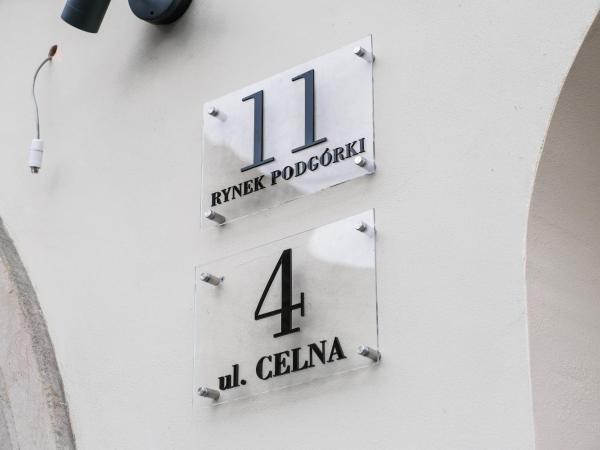 11
RYNEK PODGÓRKI
4
ul. CELNA